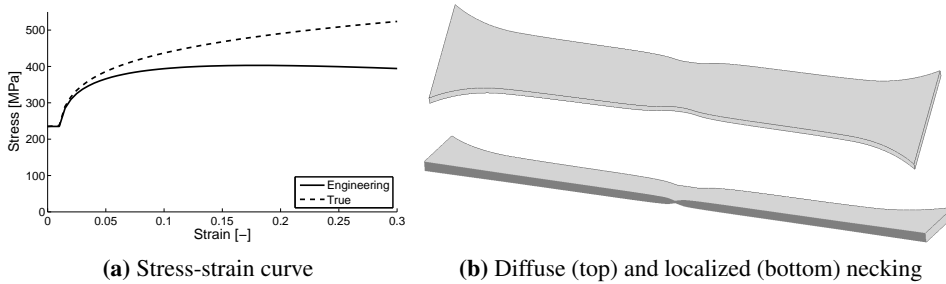 500
400
300
200
100
0
Stress [MPa]
Engineering
True
0 0.05 0.1 0.15 0.2 0.25 0.3
Strain [−]
(a) Stress-strain curve
(b) Diffuse (top) and localized (bottom) necking